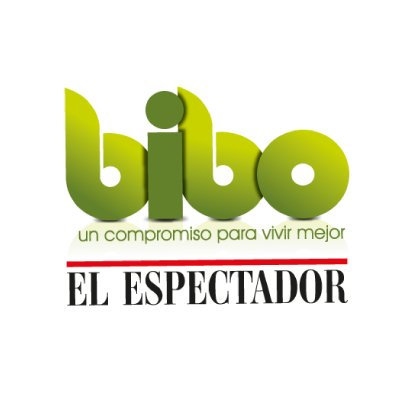 bibo
un compromiso para vivir mejor
EL ESPECTADOR